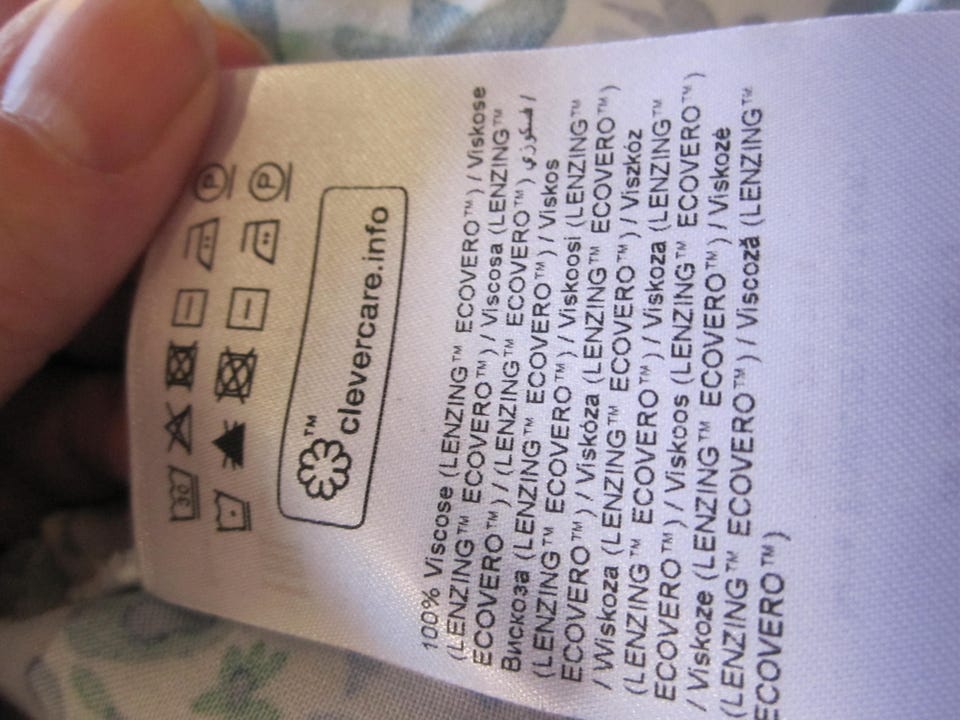 30 P
P
™ clevercare.info
100% Viscose (LENZING™ ECOVERO™) / Viskose
(LENZING™ ECOVERO™) / Viscosa (LENZING™
ECOVERO™) / (LENZING™ ECOVERO™) فسكوزي /
Вискоза (LENZING™ ECOVERO™) / Viskos
(LENZING™ ECOVERO™) / Viskoosi (LENZING™
ECOVERO™) / Viskóza (LENZING™ ECOVERO™)
/ Wiskoza (LENZING™ ECOVERO™) / Viszkóz
(LENZING™ ECOVERO™) / Viskoza (LENZING™
ECOVERO™) / Viskoos (LENZING™ ECOVERO™)
/ Viskoze (LENZING™ ECOVERO™) / Viskozė
(LENZING™ ECOVERO™) / Viscoză (LENZING™
ECOVERO™)